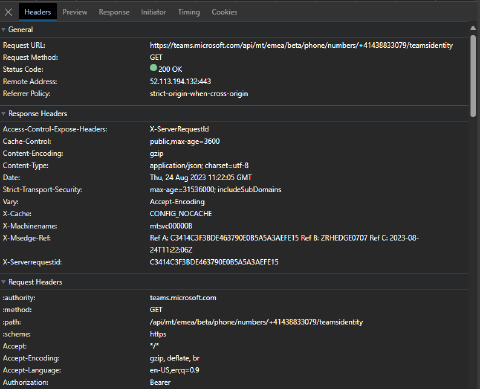 Headers Preview Response Initiator Timing Cookies
General
Request URL: https://teams.microsoft.com/api/mt/emea/beta/phone/numbers/+41438833079/teamsidentity
Request Method: GET
Status Code: 200 OK
Remote Address: 52.113.194.132:443
Referrer Policy: strict-origin-when-cross-origin
Response Headers
Access-Control-Expose-Headers: X-ServerRequestId
Cache-Control: public,max-age=3600
Content-Encoding: gzip
Content-Type: application/json; charset=utf-8
Date: Thu, 24 Aug 2023 11:22:05 GMT
Strict-Transport-Security: max-age=31536000; includeSubDomains
Vary: Accept-Encoding
X-Cache: CONFIG_NOCACHE
X-Machinename: mtsvc00000B
X-Msedge-Ref: Ref A: C3414C3F3BDE463790E0B5A5A3AEFE15 Ref B: ZRHEDGE0707 Ref C: 2023-08-
24T11:22:06Z
X-Serverrequestid: C3414C3F3BDE463790E0B5A5A3AEFE15
Request Headers
:authority: teams.microsoft.com
:method: GET
:path: /api/mt/emea/beta/phone/numbers/+41438833079/teamsidentity
:scheme: https
Accept: */*
Accept-Encoding: gzip, deflate, br
Accept-Language: en-US,en;q=0.9
Authorization: Bearer